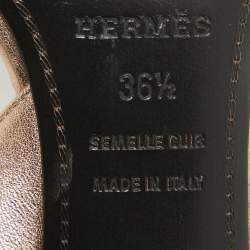 HERMÈS
36½
SEMELLE CUIR
MADE IN ITALY